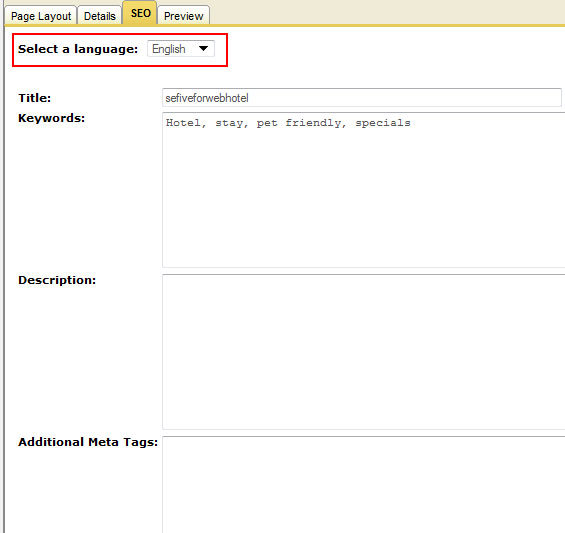 Page Layout Details SEO Preview
Select a language: English
Title: sefiveforwebhotel
Keywords: Hotel, stay, pet friendly, specials
Description:
Additional Meta Tags: